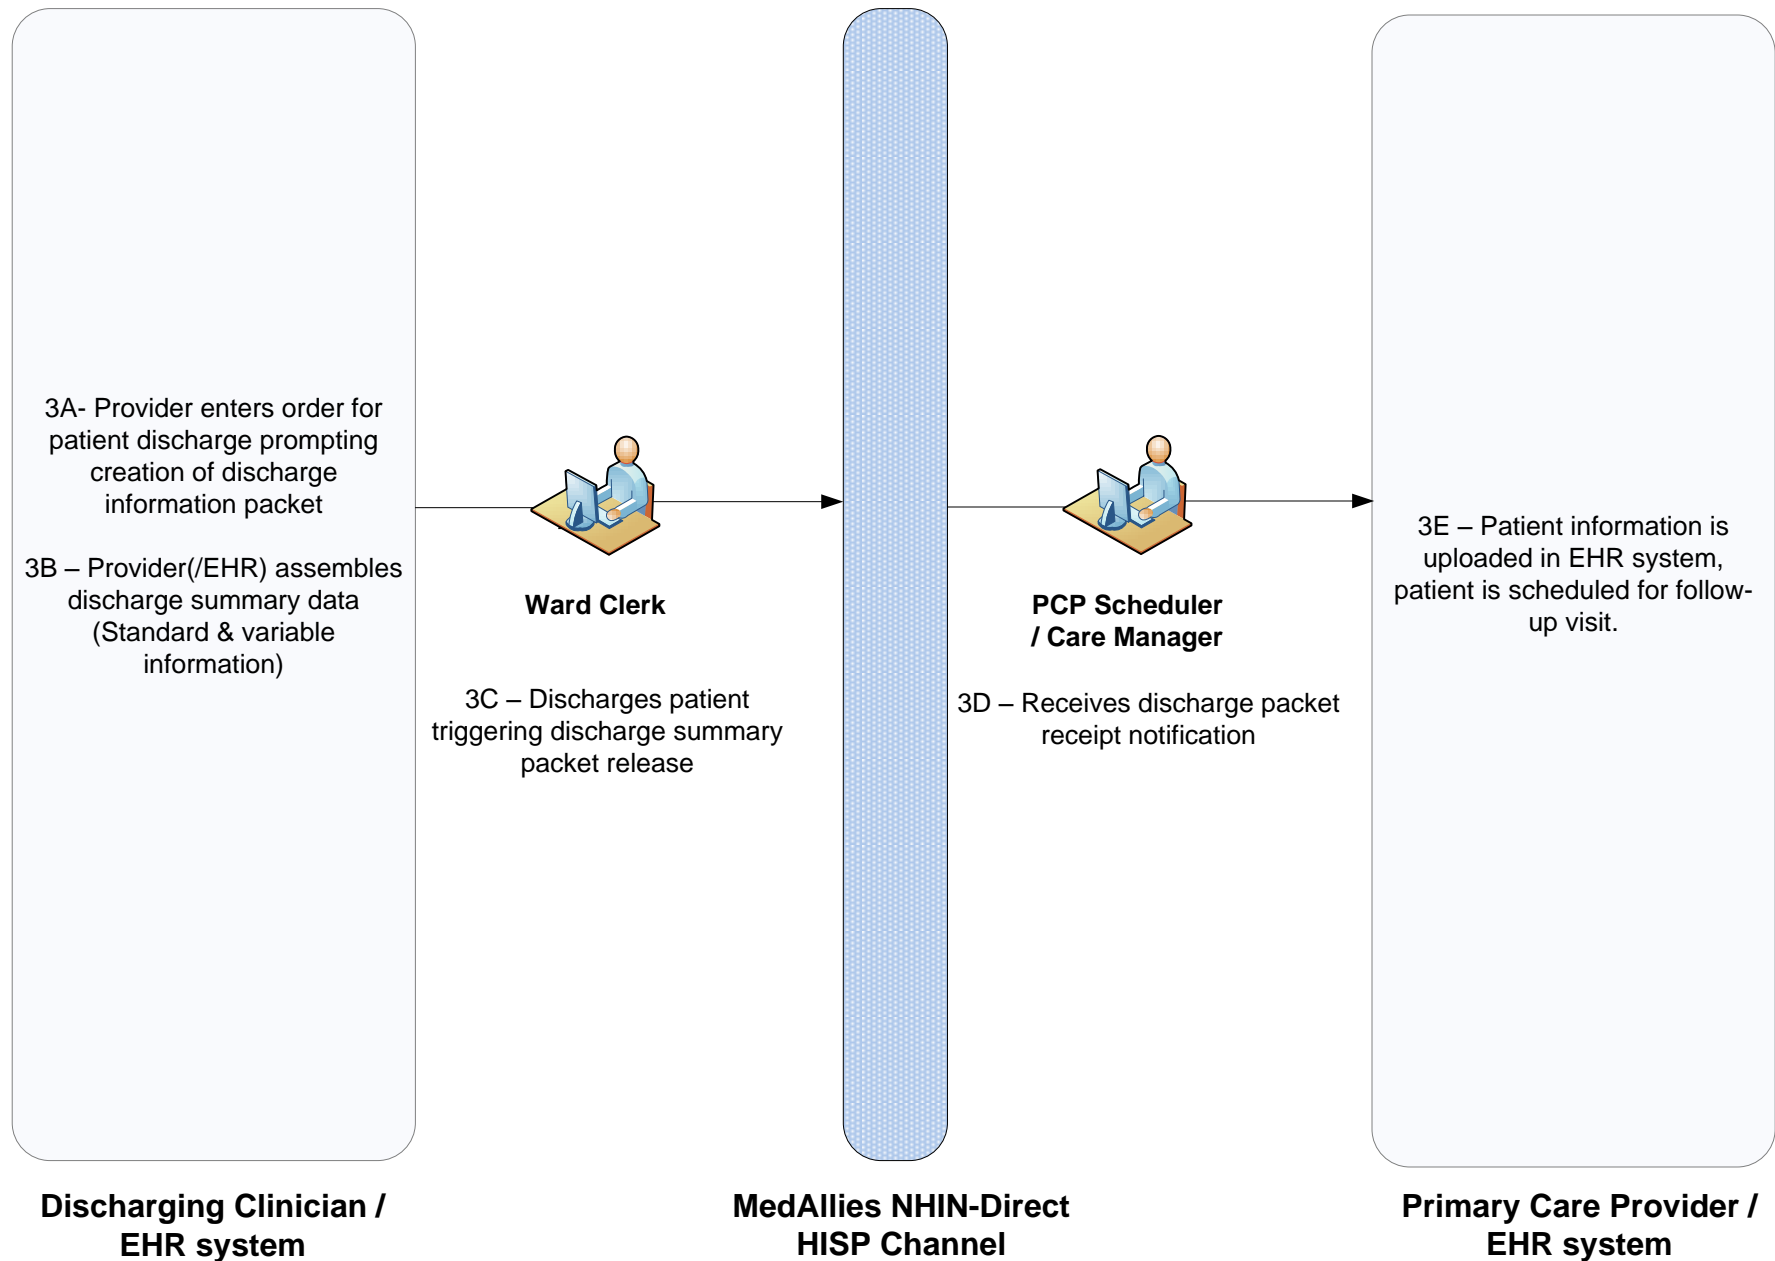 3A- Provider enters order for
patient discharge prompting
creation of discharge
information packet
3B – Provider(/EHR) assembles
discharge summary data
(Standard & variable
information)
Ward Clerk
3C – Discharges patient
triggering discharge summary
packet release
PCP Scheduler
/ Care Manager
3D – Receives discharge packet
receipt notification
3E – Patient information is
uploaded in EHR system,
patient is scheduled for follow-
up visit.
Discharging Clinician /
EHR system
MedAllies NHIN-Direct
HISP Channel
Primary Care Provider /
EHR system